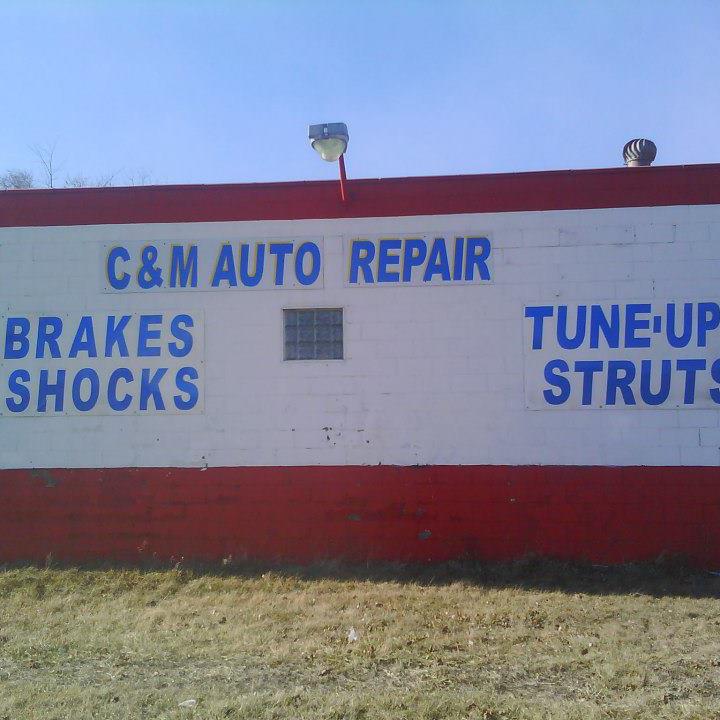 C&M AUTO REPAIR
BRAKES
SHOCKS
TUNE-UP
STRUTS